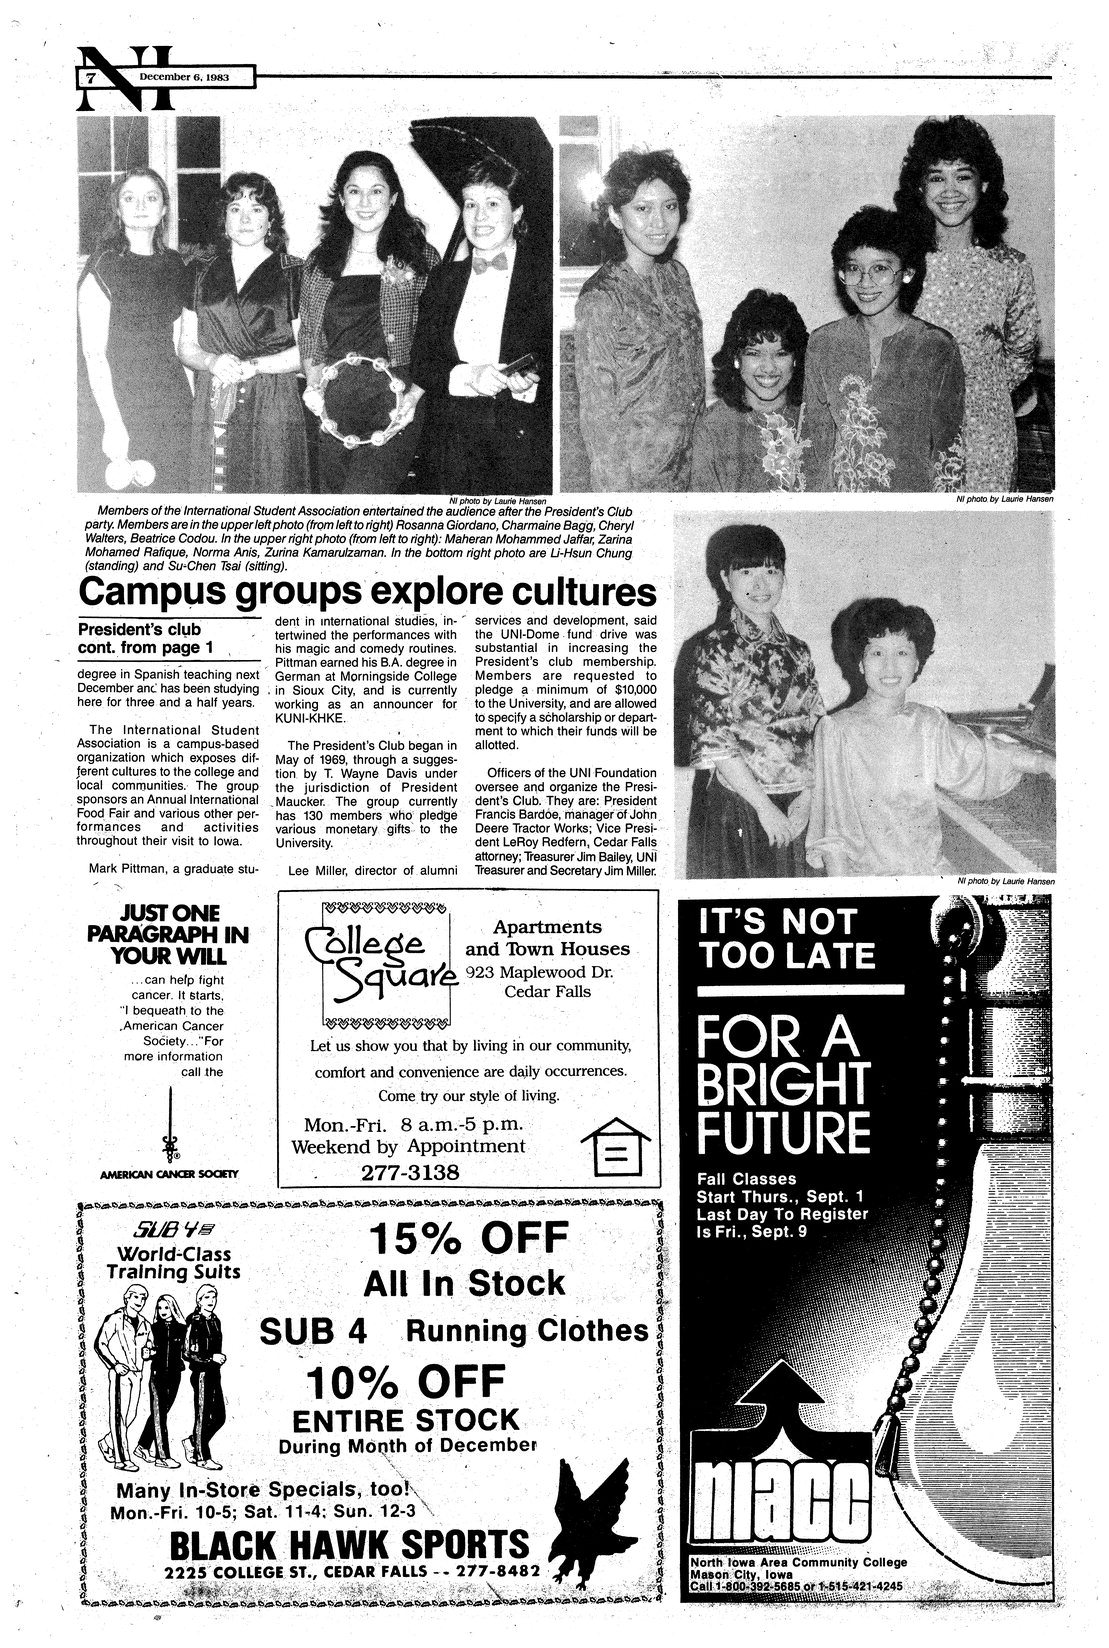 NI
7
December 6, 1983
NI photo by Laurie Hansen
NI photo by Laurie Hansen
Members of the International Student Association entertained the audience after the President's Club
party. Members are in the upper left photo (from left to right) Rosanna Giordano, Charmaine Bagg, Cheryl
Walters, Beatrice Codou. In the upper right photo (from left to right): Maheran Mohammed Jaffar, Zarina
Mohamed Rafique, Norma Anis, Zurina Kamarulzaman. In the bottom right photo are Li-Hsun Chung
(standing) and Su-Chen Tsai (sitting).
Campus groups explore cultures
President's club
cont. from page 1
degree in Spanish teaching next
December and has been studying
here for three and a half years.
The International Student
Association is a campus-based
organization which exposes dif-
ferent cultures to the college and
local communities. The group
sponsors an Annual International
Food Fair and various other per-
formances and activities
throughout their visit to Iowa.
Mark Pittman, a graduate stu-
dent in international studies, in-
tertwined the performances with
his magic and comedy routines.
Pittman earned his B.A. degree in
German at Morningside College
in Sioux City, and is currently
working as an announcer for
KUNI-KHKE.
The President's Club began in
May of 1969, through a sugges-
tion by T. Wayne Davis under
the jurisdiction of President
Maucker. The group currently
has 130 members who pledge
various monetary gifts to the
University.
Lee Miller, director of alumni
services and development, said
the UNI-Dome fund drive was
substantial in increasing the
President's club membership.
Members are requested to
pledge a minimum of $10,000
to the University, and are allowed
to specify a scholarship or depart-
ment to which their funds will be
allotted.
Officers of the UNI Foundation
oversee and organize the Presi-
dent's Club. They are: President
Francis Bardoe, manager of John
Deere Tractor Works; Vice Presi-
dent LeRoy Redfern, Cedar Falls
attorney; Treasurer Jim Bailey, UNI
Treasurer and Secretary Jim Miller.
NI photo by Laurie Hansen
JUST ONE
PARAGRAPH IN
YOUR WILL
...can help fight
cancer. It starts,
"I bequeath to the
American Cancer
Society..."For
more information
call the
®
AMERICAN CANCER SOCIETY
College
Square
Apartments
and Town Houses
923 Maplewood Dr.
Cedar Falls
Let us show you that by living in our community,
comfort and convenience are daily occurrences.
Come try our style of living.
Mon.-Fri. 8 a.m.-5 p.m.
Weekend by Appointment
277-3138
SUB 4®
World-Class
Training Suits
15% OFF
All In Stock
SUB 4 Running Clothes
10% OFF
ENTIRE STOCK
During Month of December
Many In-Store Specials, too!
Mon.-Fri. 10-5; Sat. 11-4; Sun. 12-3
BLACK HAWK SPORTS
2225 COLLEGE ST., CEDAR FALLS -- 277-8482
IT'S NOT
TOO LATE
FOR A
BRIGHT
FUTURE
Fall Classes
Start Thurs., Sept. 1
Last Day To Register
Is Fri., Sept. 9
niacc
North Iowa Area Community College
Mason City, Iowa
Call 1-800-392-5685 or 1-515-421-4245